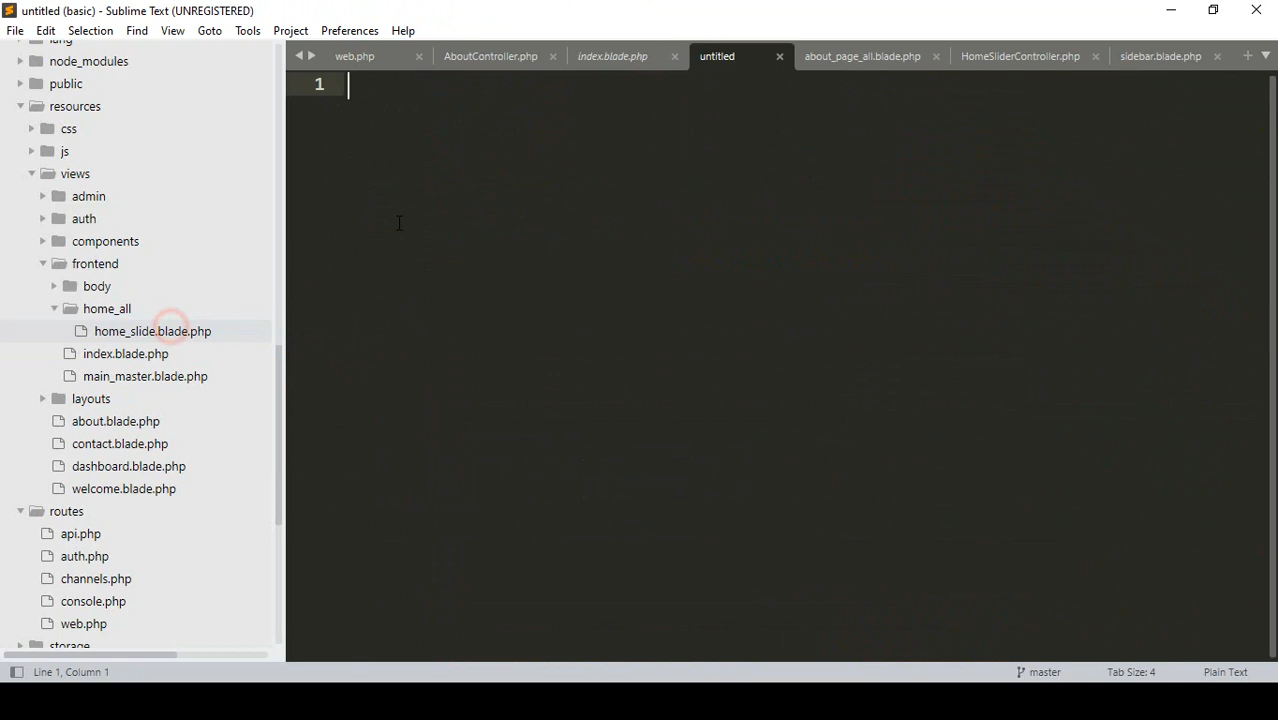 untitled (basic) - Sublime Text (UNREGISTERED)
File Edit Selection Find View Goto Tools Project Preferences Help
web.php AboutController.php index.blade.php untitled about_page_all.blade.php HomeSliderController.php sidebar.blade.php
lang
node_modules
public
resources
css
js
views
admin
auth
components
frontend
body
home_all
home_slide.blade.php
index.blade.php
main_master.blade.php
layouts
about.blade.php
contact.blade.php
dashboard.blade.php
welcome.blade.php
routes
api.php
auth.php
channels.php
console.php
web.php
storage
1
Line 1, Column 1 master Tab Size: 4 Plain Text